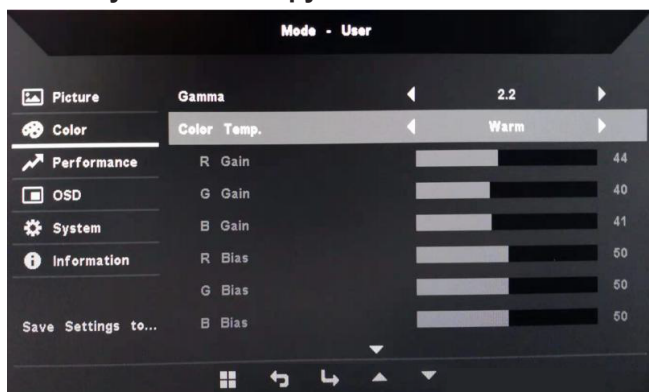 Mode - User
Picture
Gamma 2.2
Color
Color Temp. Warm
Performance
R Gain 44
OSD
G Gain 40
System
B Gain 41
Information
R Bias 50
G Bias 50
Save Settings to...
B Bias 50